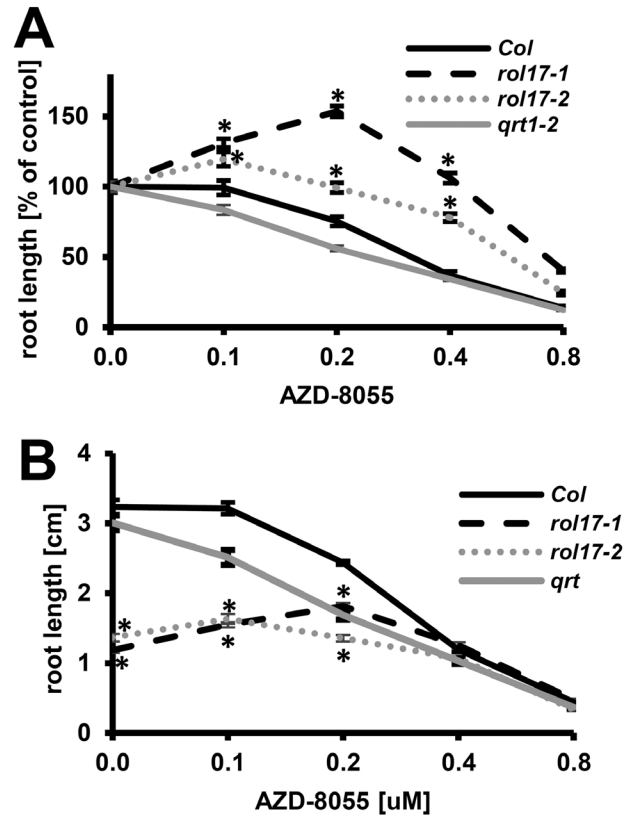 A
Col
rol17-1
rol17-2
qrt1-2
root length [% of control]
150
100
50
0
* * * * * *
0.0 0.1 0.2 0.4 0.8
AZD-8055
B
Col
rol17-1
rol17-2
qrt
root length [cm]
4
3
2
1
0
* * * * * *
0.0 0.1 0.2 0.4 0.8
AZD-8055 [uM]